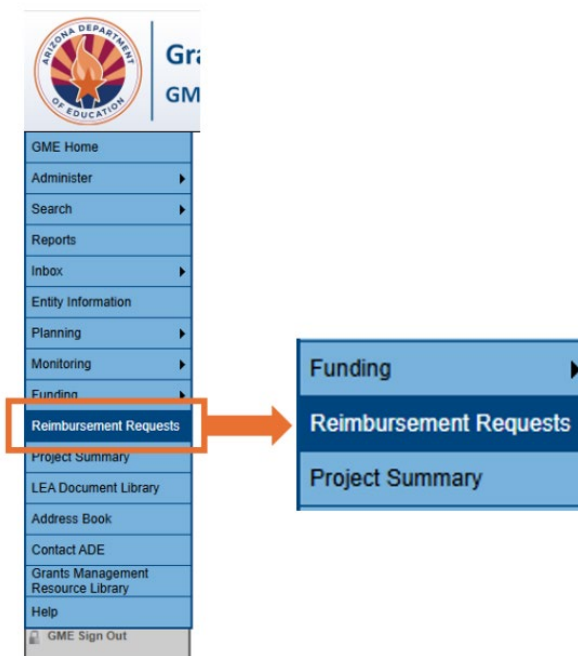 ARIZONA DEPARTMENT
OF EDUCATION
Gra
GM
GME Home
Administer
Search
Reports
Inbox
Entity Information
Planning
Monitoring
Funding
Reimbursement Requests
Project Summary
LEA Document Library
Address Book
Contact ADE
Grants Management
Resource Library
Help
GME Sign Out
Funding
Reimbursement Requests
Project Summary